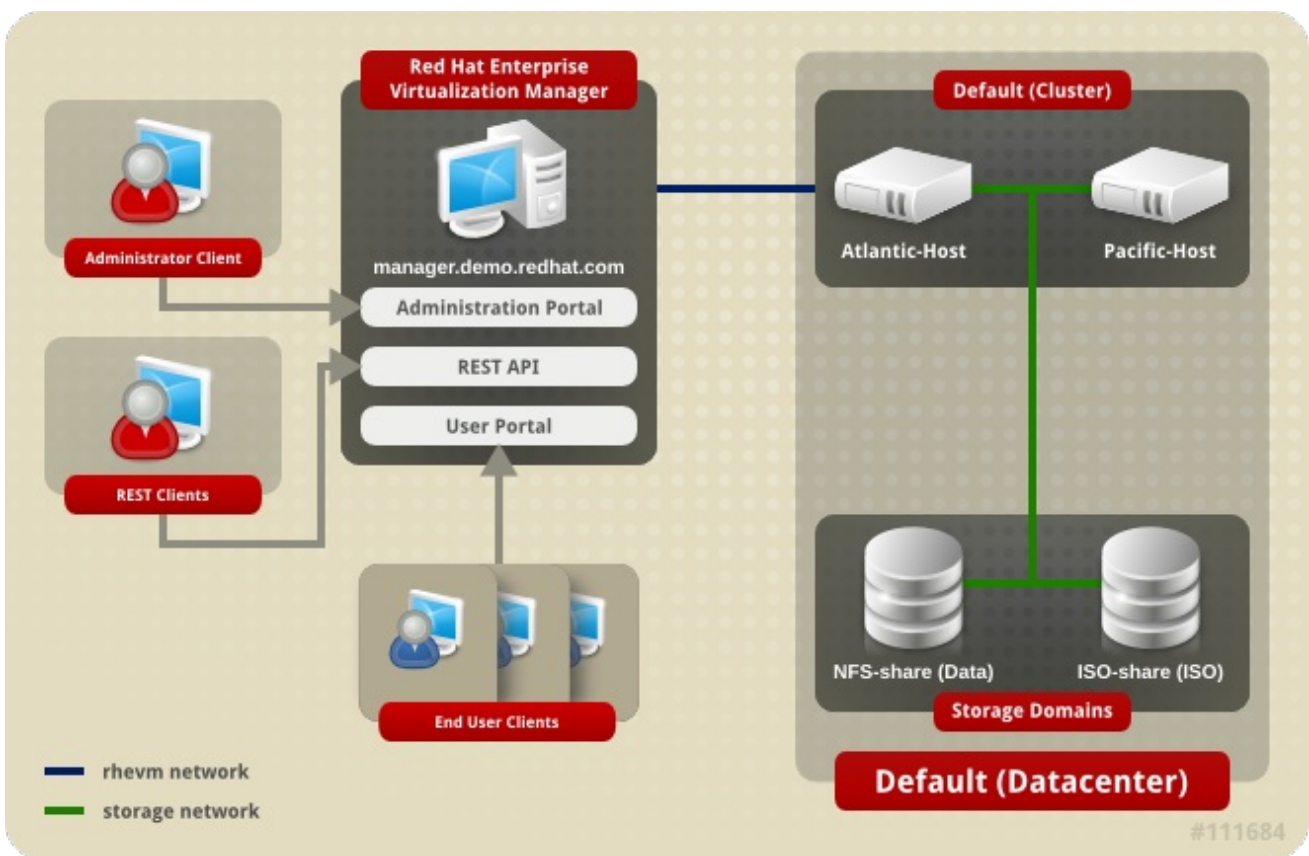 Red Hat Enterprise
Virtualization Manager
Default (Cluster)
Administrator Client
manager.demo.redhat.com
Atlantic-Host
Pacific-Host
Administration Portal
REST API
User Portal
REST Clients
End User Clients
NFS-share (Data)
ISO-share (ISO)
Storage Domains
Default (Datacenter)
rhevm network
storage network
#111684